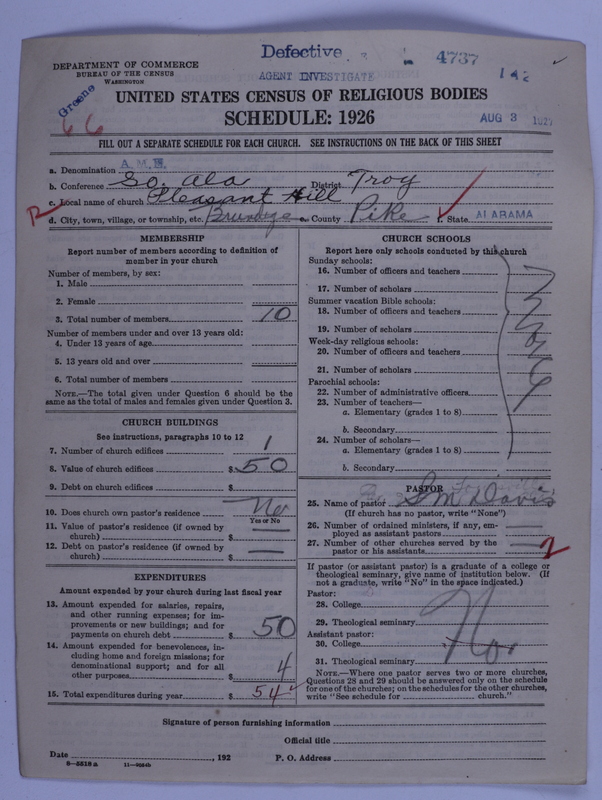 Defective
4737
142
DEPARTMENT OF COMMERCE
BUREAU OF THE CENSUS
WASHINGTON
AGENT INVESTIGATE
Greene
66
UNITED STATES CENSUS OF RELIGIOUS BODIES
SCHEDULE: 1926
AUG 3 1927
FILL OUT A SEPARATE SCHEDULE FOR EACH CHURCH. SEE INSTRUCTIONS ON THE BACK OF THIS SHEET
a. Denomination A.M.E.
b. Conference So. Ala District Troy
c. Local name of church Pleasant Hill
d. City, town, village, or township, etc. e. County Pike f. State ALABAMA
MEMBERSHIP
Report number of members according to definition of
member in your church
Number of members, by sex:
1. Male
2. Female
3. Total number of members 10
Number of members under and over 13 years old:
4. Under 13 years of age
5. 13 years old and over
6. Total number of members
NOTE.—The total given under Question 6 should be the
same as the total of males and females given under Question 3.
CHURCH BUILDINGS
See instructions, paragraphs 10 to 12
7. Number of church edifices 1
8. Value of church edifices $50
9. Debt on church edifices $
10. Does church own pastor's residence No
Yes or No
11. Value of pastor's residence (if owned by
church) $ —
12. Debt on pastor's residence (if owned by
church) $ —
EXPENDITURES
Amount expended by your church during last fiscal year
13. Amount expended for salaries, repairs,
and other running expenses; for im-
provements or new buildings; and for
payments on church debt $ 50
14. Amount expended for benevolences, in-
cluding home and foreign missions; for
denominational support; and for all
other purposes $ 4
15. Total expenditures during year $ 54
CHURCH SCHOOLS
Report here only schools conducted by this church
Sunday schools:
16. Number of officers and teachers
17. Number of scholars
Summer vacation Bible schools:
18. Number of officers and teachers
19. Number of scholars
Week-day religious schools:
20. Number of officers and teachers
21. Number of scholars
Parochial schools:
22. Number of administrative officers
23. Number of teachers—
a. Elementary (grades 1 to 8)
b. Secondary
24. Number of scholars—
a. Elementary (grades 1 to 8)
b. Secondary
PASTOR
25. Name of pastor S M Davis
(If church has no pastor, write "None")
26. Number of ordained ministers, if any, em-
ployed as assistant pastors
27. Number of other churches served by the
pastor or his assistants 2
If pastor (or assistant pastor) is a graduate of a college or
theological seminary, give name of institution below. (If
not a graduate, write "No" in the space indicated.)
Pastor:
28. College
29. Theological seminary
Assistant pastor:
30. College No.
31. Theological seminary
NOTE.—Where one pastor serves two or more churches,
Questions 28 and 29 should be answered only on the schedule
for one of the churches; on the schedules for the other churches,
write "See schedule for church."
Signature of person furnishing information
Official title
Date , 192 P. O. Address
8—5618 a 11—9264b